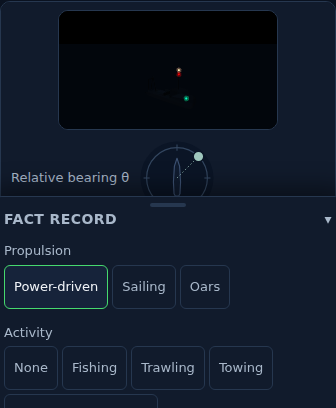 Relative bearing θ
FACT RECORD ▼
Propulsion
Power-driven Sailing Oars
Activity
None Fishing Trawling Towing